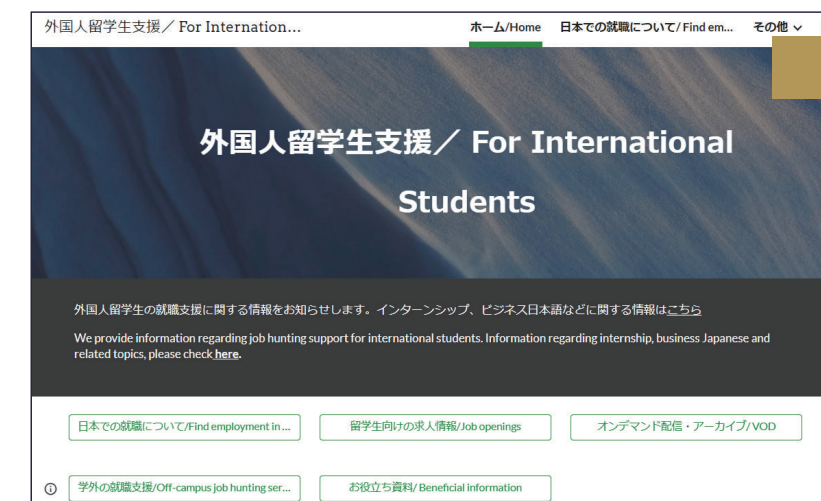 外国人留学生支援／ For Internation...
ホーム/Home 日本での就職について/ Find em... その他
外国人留学生支援／ For International
Students
外国人留学生の就職支援に関する情報をお知らせします。インターンシップ、ビジネス日本語などに関する情報はこちら
We provide information regarding job hunting support for international students. Information regarding internship, business Japanese and
related topics, please check here.
日本での就職について/Find employment in ...
留学生向けの求人情報/Job openings
オンデマンド配信・アーカイブ/VOD
学外の就職支援/Off-campus job hunting ser...
お役立ち資料/ Beneficial information